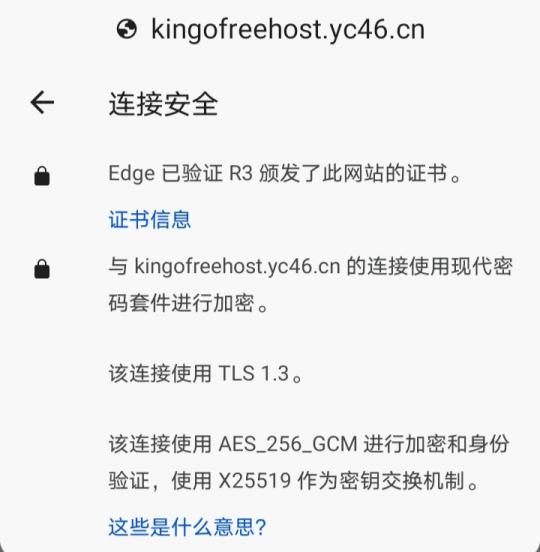 kingofreehost.yc46.cn
连接安全
Edge 已验证 R3 颁发了此网站的证书。
证书信息
与 kingofreehost.yc46.cn 的连接使用现代密
码套件进行加密。
该连接使用 TLS 1.3。
该连接使用 AES_256_GCM 进行加密和身份
验证，使用 X25519 作为密钥交换机制。
这些是什么意思?